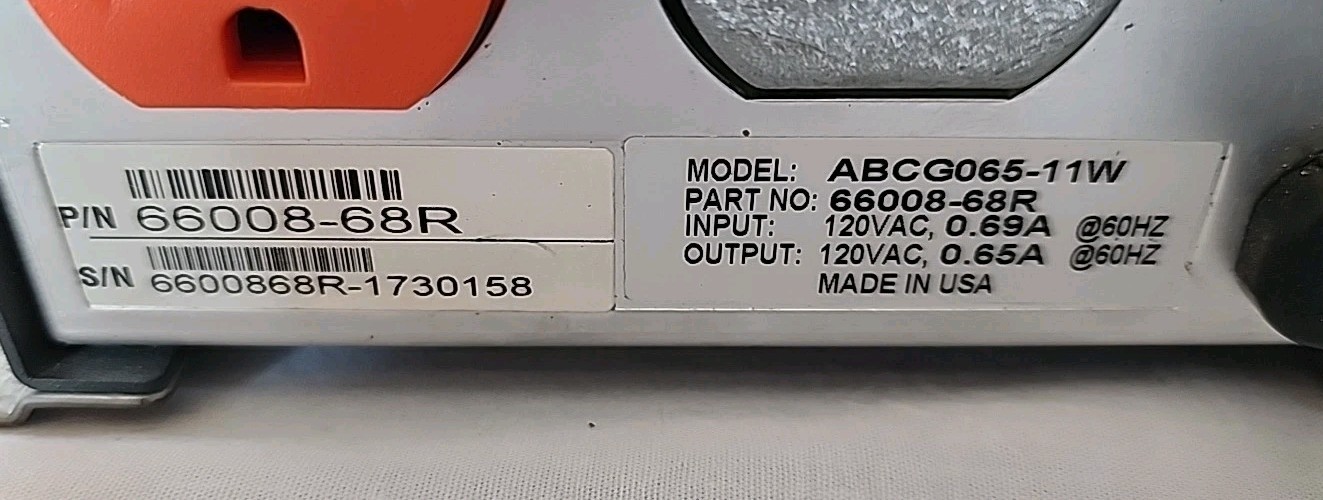 P/N 66008-68R
S/N 6600868R-1730158
MODEL: ABCG065-11W
PART NO: 66008-68R
INPUT: 120VAC, 0.69A @60HZ
OUTPUT: 120VAC, 0.65A @60HZ
MADE IN USA